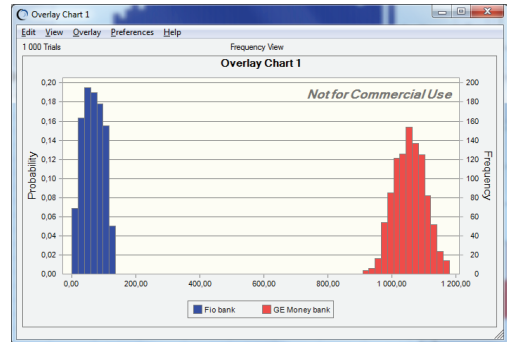 Overlay Chart 1
Edit View Overlay Preferences Help
1 000 Trials Frequency View
Overlay Chart 1
Not for Commercial Use
Probability
0,20
0,18
0,16
0,14
0,12
0,10
0,08
0,06
0,04
0,02
0,00
200
180
160
140
120
100
80
60
40
20
0
Frequency
0,00 200,00 400,00 600,00 800,00 1 000,00 1 200,00
Fio bank GE Money bank